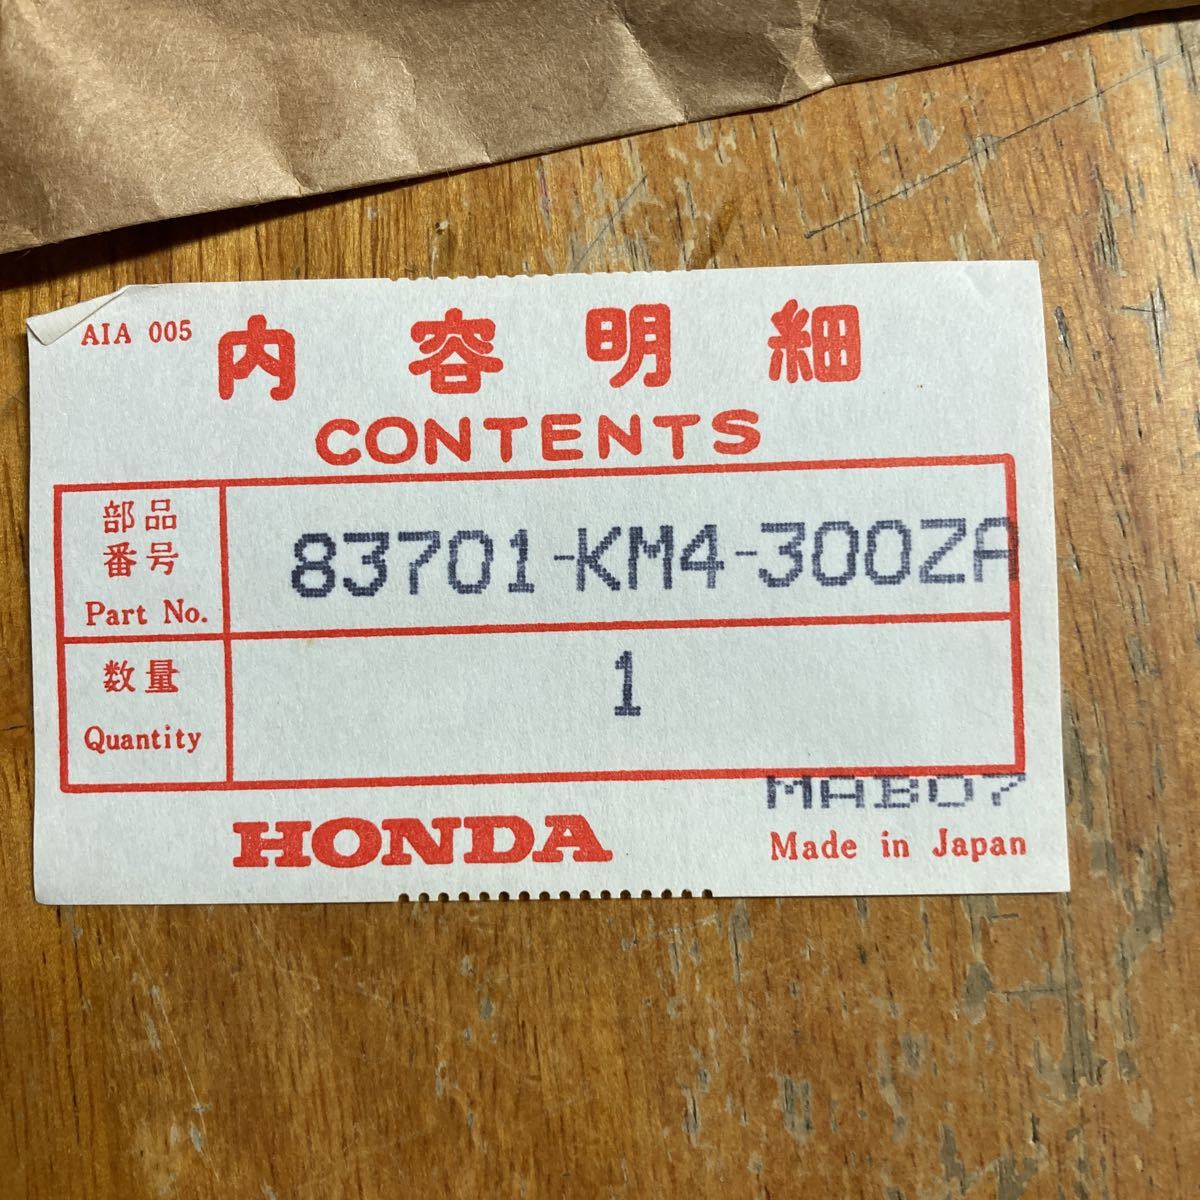 AIA 005
内容明細
CONTENTS
部品
番号
Part No.
83701-KM4-300ZA
数量
Quantity
1
MAB07
HONDA
Made in Japan